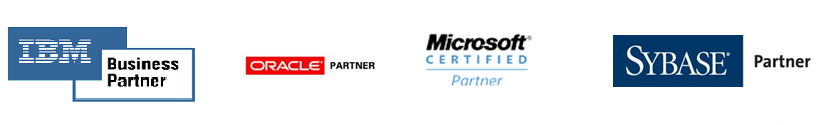 IBM
Business
Partner
ORACLE® PARTNER
Microsoft®
CERTIFIED
Partner
SYBASE® Partner